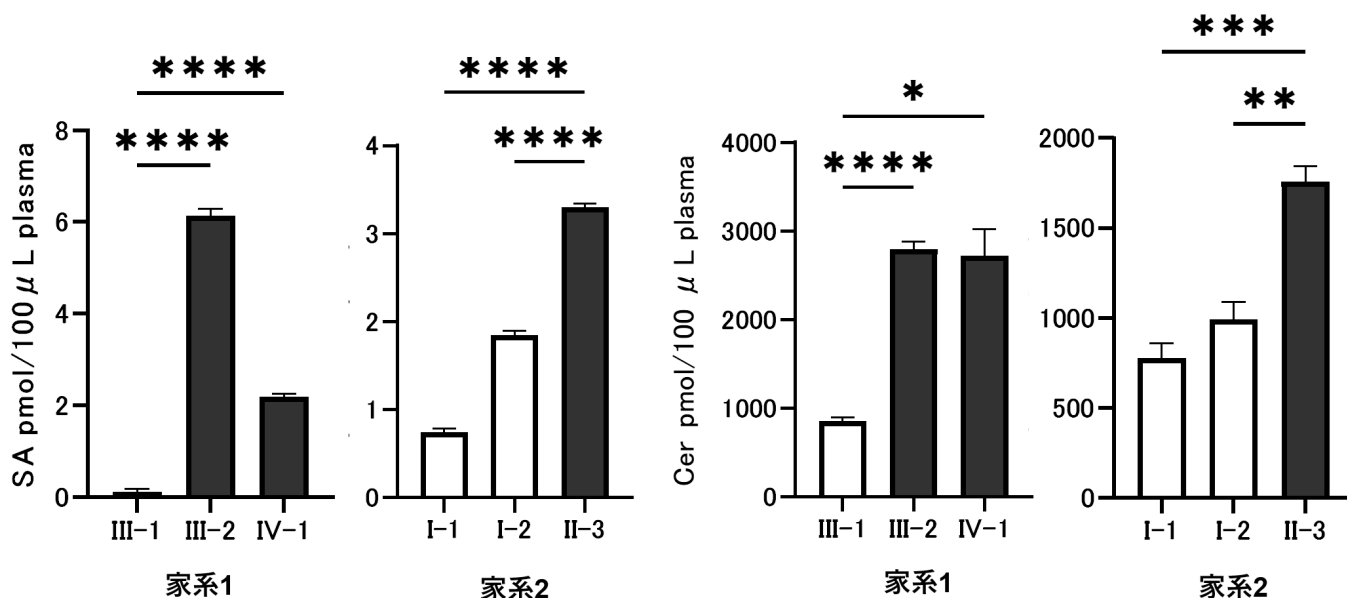 SA pmol/100μL plasma
****
****
8
6
4
2
0
III-1 III-2 IV-1
家系1
****
****
4
3
2
1
0
I-1 I-2 II-3
家系2
Cer pmol/100 μL plasma
*
****
4000
3000
2000
1000
0
III-1 III-2 IV-1
家系1
***
**
2000
1500
1000
500
0
I-1 I-2 II-3
家系2